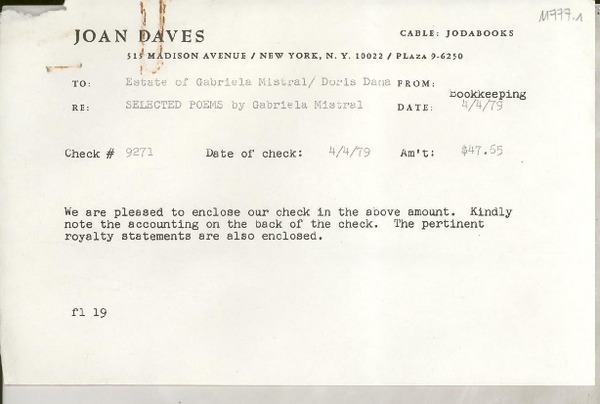 M777.1
JOAN DAVES CABLE: JODABOOKS
515 MADISON AVENUE / NEW YORK, N. Y. 10022 / PLAZA 9-6250
TO: Estate of Gabriela Mistral/ Doris Dana FROM: bookkeeping
RE: SELECTED POEMS by Gabriela Mistral DATE: 4/4/79
Check # 9271 Date of check: 4/4/79 Am't: $47.55
We are pleased to enclose our check in the above amount. Kindly
note the accounting on the back of the check. The pertinent
royalty statements are also enclosed.
fl 19